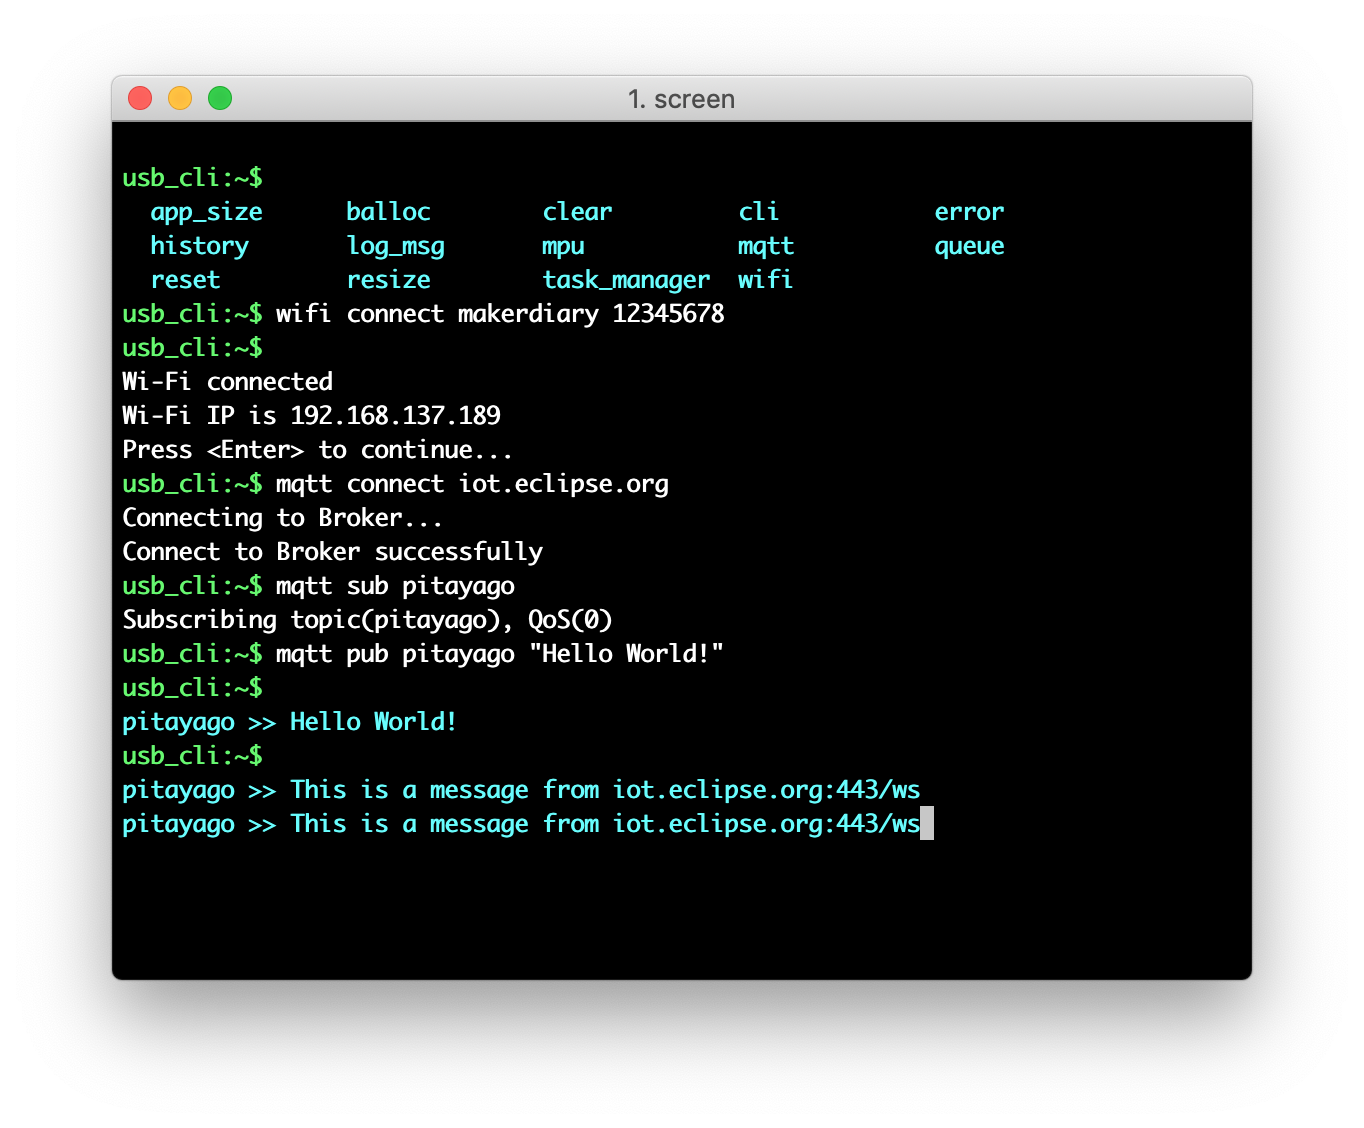 1. screen
usb_cli:~$
app_size balloc clear cli error
history log_msg mpu mqtt queue
reset resize task_manager wifi
usb_cli:~$ wifi connect makerdiary 12345678
usb_cli:~$
Wi-Fi connected
Wi-Fi IP is 192.168.137.189
Press <Enter> to continue...
usb_cli:~$ mqtt connect iot.eclipse.org
Connecting to Broker...
Connect to Broker successfully
usb_cli:~$ mqtt sub pitayago
Subscribing topic(pitayago), QoS(0)
usb_cli:~$ mqtt pub pitayago "Hello World!"
usb_cli:~$
pitayago >> Hello World!
usb_cli:~$
pitayago >> This is a message from iot.eclipse.org:443/ws
pitayago >> This is a message from iot.eclipse.org:443/ws